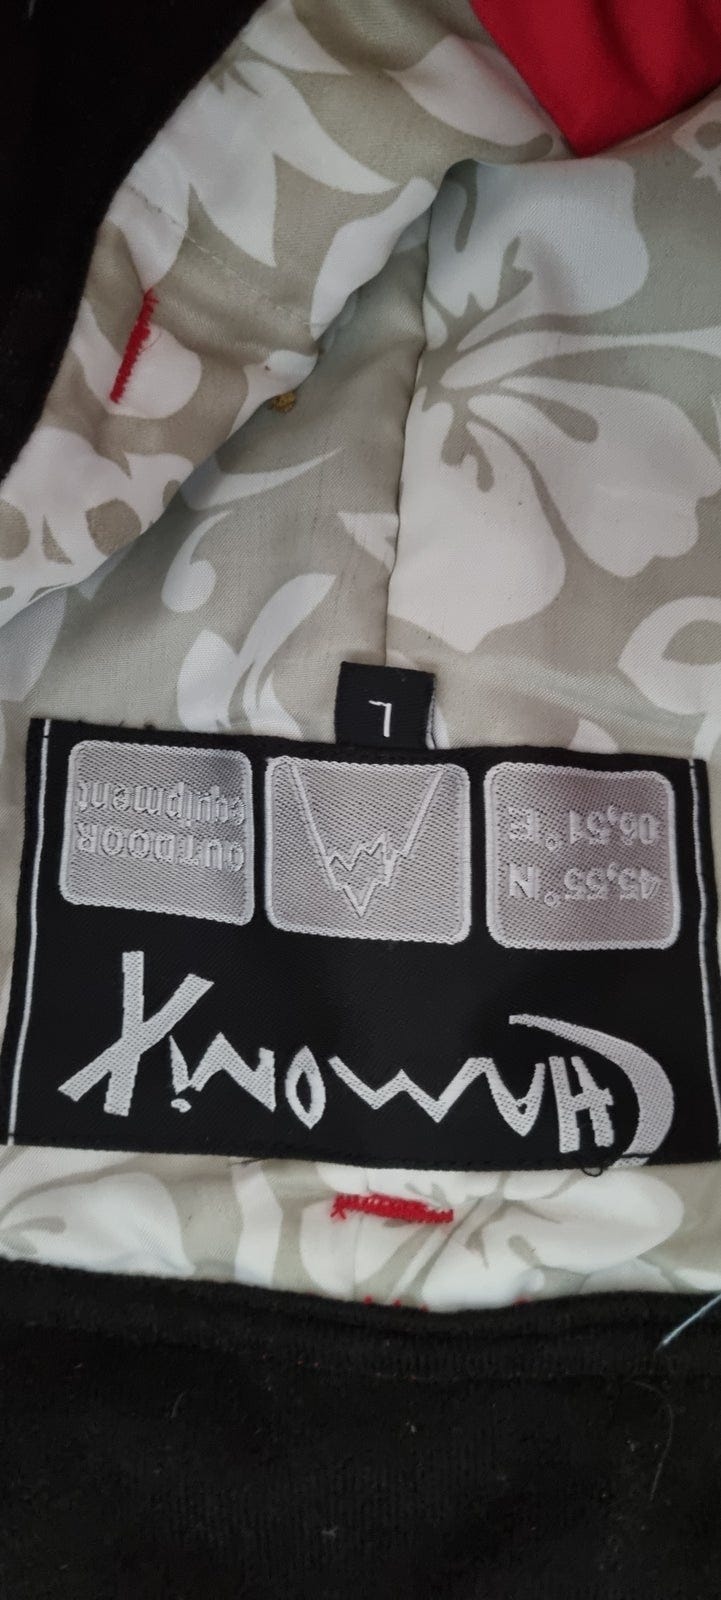 CHAMONIX
45,55°N
06,51°E
OUTDOOR
equipment
L